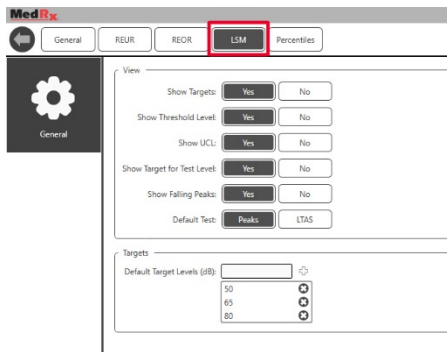 MedRx
General REUR REOR LSM Percentiles
General
View
Show Targets: Yes No
Show Threshold Level: Yes No
Show UCL: Yes No
Show Target for Test Level: Yes No
Show Falling Peaks: Yes No
Default Test: Peaks LTAS
Targets
Default Target Levels (dB):
50
65
80